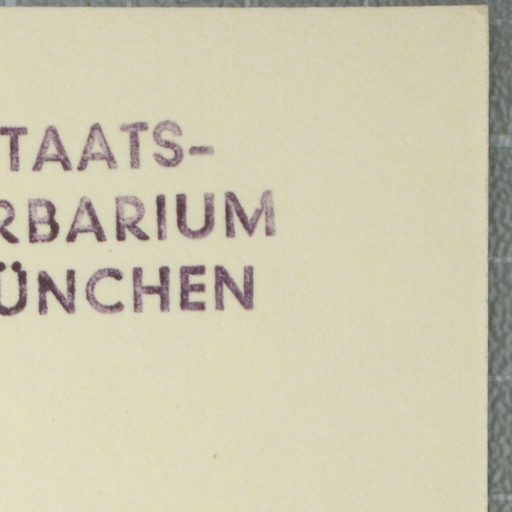 TAATS-
RBARIUM
ÜNCHEN